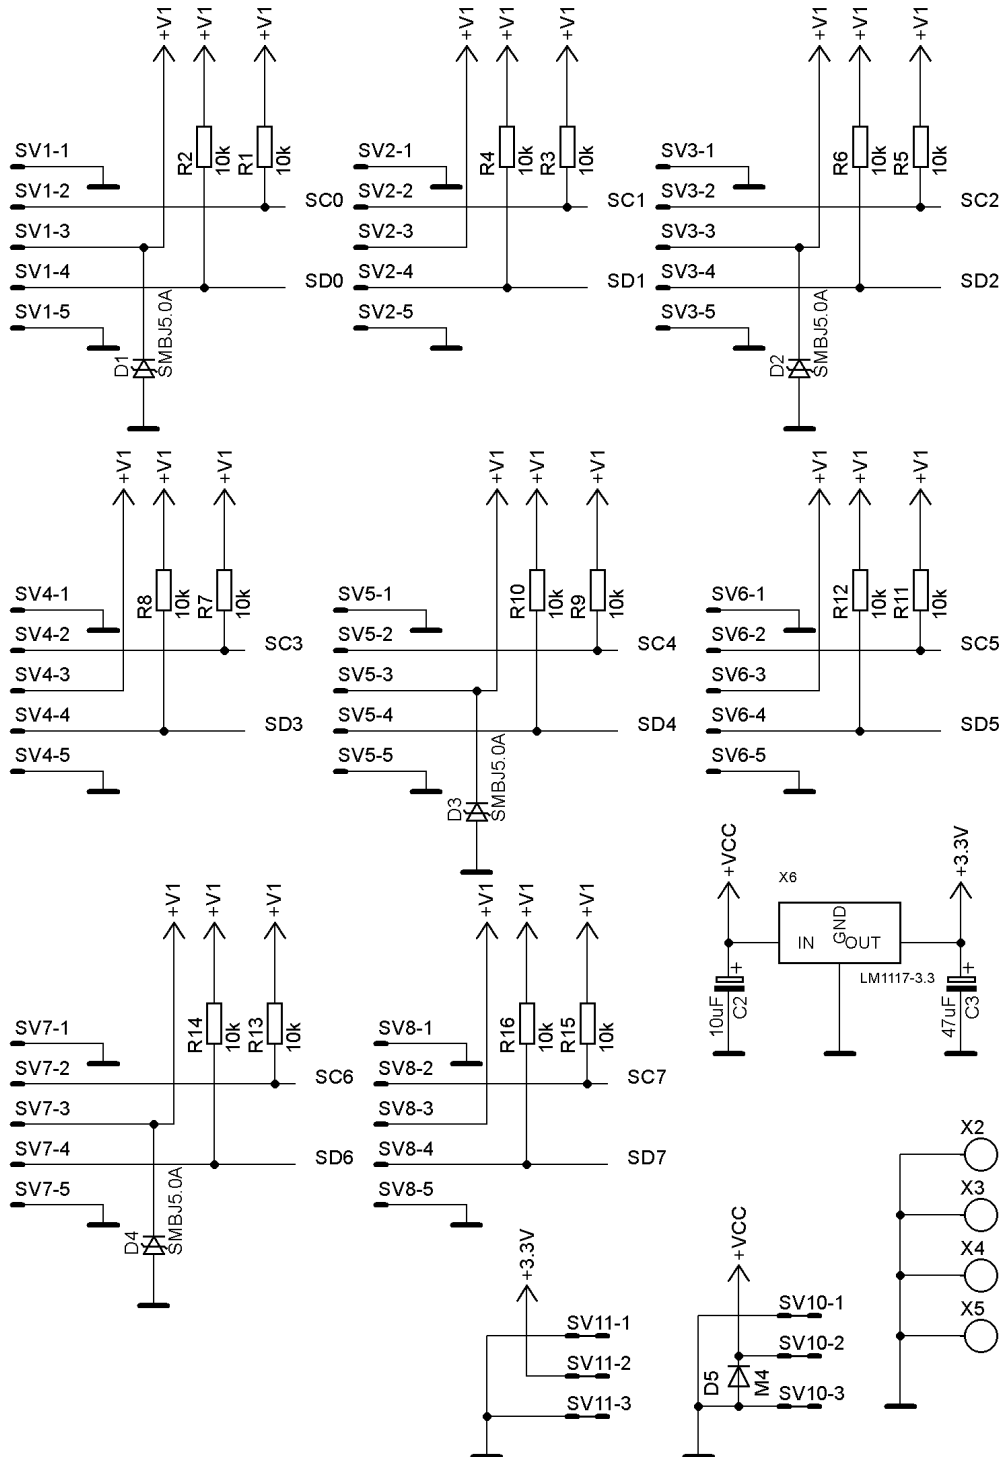 +V1 +V1 +V1 +V1 +V1 +V1 +V1 +V1 +V1
SV1-1 R2 10k R1 10k SV2-1 R4 10k R3 10k SV3-1 R6 10k R5 10k
SV1-2 SC0 SV2-2 SC1 SV3-2 SC2
SV1-3 SV2-3 SV3-3
SV1-4 SD0 SV2-4 SD1 SV3-4 SD2
SV1-5 SV2-5 SV3-5
D1 SMBJ5.0A D2 SMBJ5.0A
+V1 +V1 +V1 +V1 +V1 +V1 +V1 +V1 +V1
SV4-1 R8 10k R7 10k SV5-1 R10 10k R9 10k SV6-1 R12 10k R11 10k
SV4-2 SC3 SV5-2 SC4 SV6-2 SC5
SV4-3 SV5-3 SV6-3
SV4-4 SD3 SV5-4 SD4 SV6-4 SD5
SV4-5 SV5-5 SV6-5
D3 SMBJ5.0A
+VCC +3.3V
X6
IN GND OUT
LM1117-3.3
10uF C2 + 47uF C3 +
+V1 +V1 +V1 +V1 +V1 +V1
SV7-1 R14 10k R13 10k SV8-1 R16 10k R15 10k
SV7-2 SC6 SV8-2 SC7
SV7-3 SV8-3
SV7-4 SD6 SV8-4 SD7
SV7-5 SV8-5
D4 SMBJ5.0A
X2
X3
X4
X5
+3.3V
SV11-1
SV11-2
SV11-3
+VCC
SV10-1
SV10-2
D5 M4
SV10-3